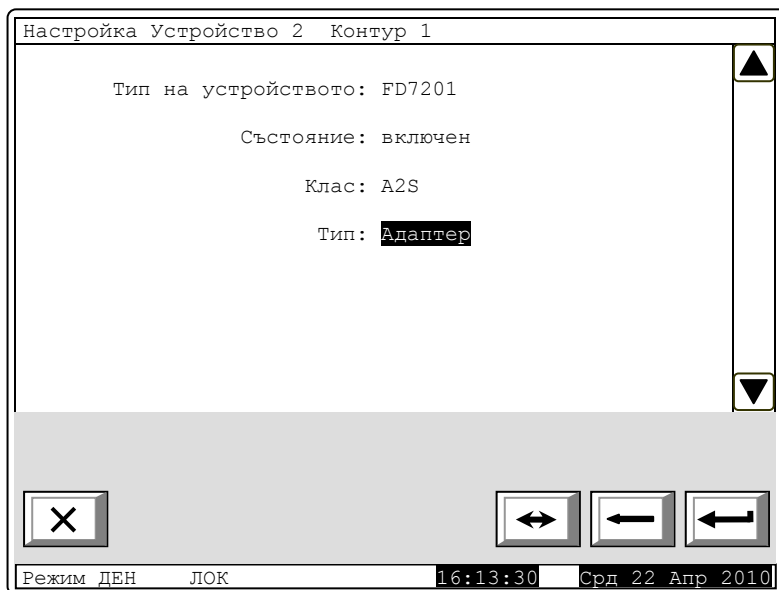 Настройка Устройство 2 Контур 1
Тип на устройството: FD7201
Състояние: включен
Клас: A2S
Тип: Адаптер
Режим ДЕН ЛОК 16:13:30 Срд 22 Апр 2010